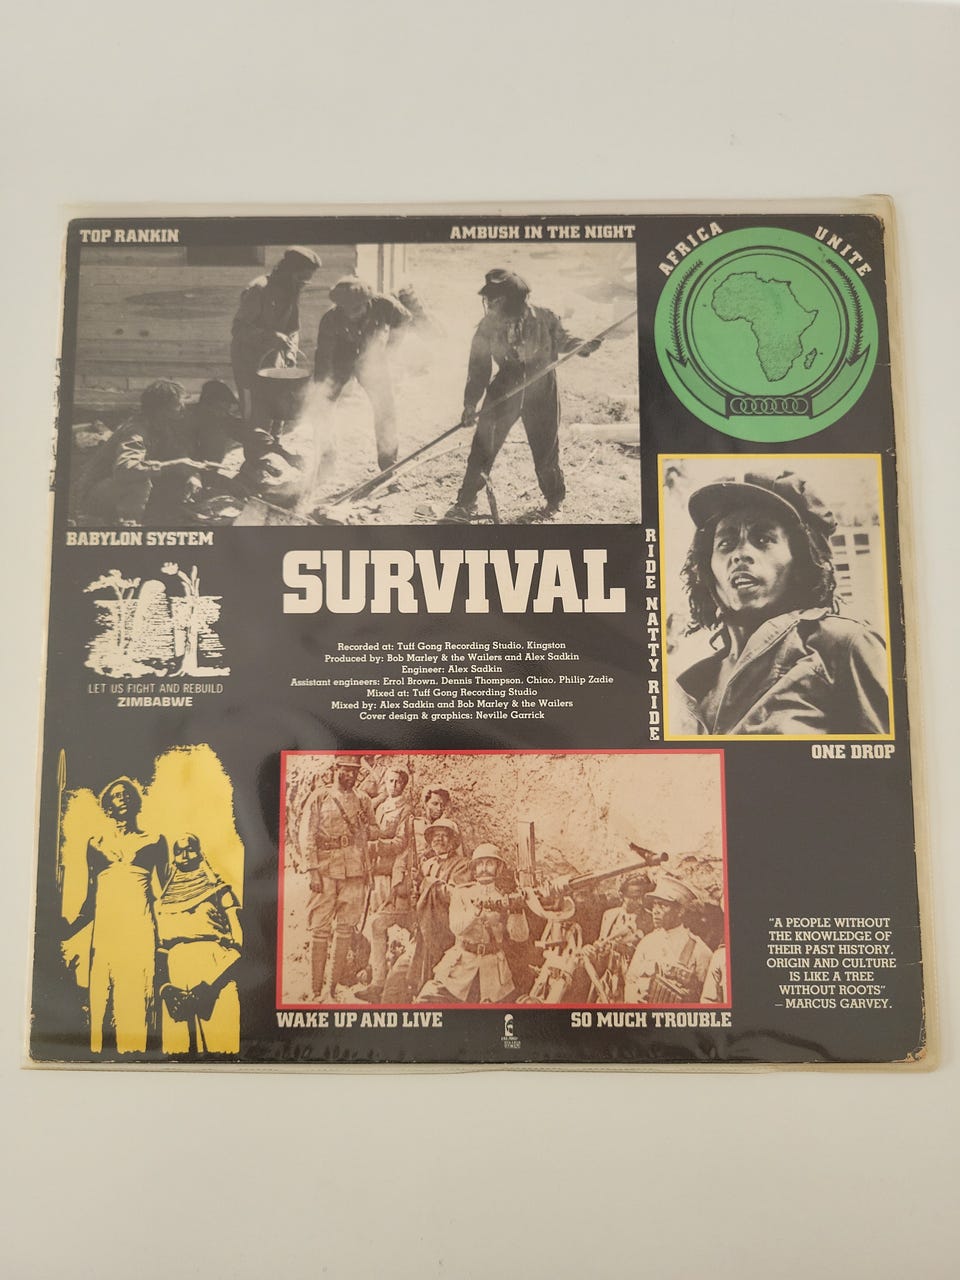 TOP RANKIN
AMBUSH IN THE NIGHT
AFRICA UNITE
BABYLON SYSTEM
SURVIVAL
RIDE NATTY RIDE
Recorded at: Tuff Gong Recording Studio, Kingston
Produced by: Bob Marley & the Wailers and Alex Sadkin
Engineer: Alex Sadkin
Assistant engineers: Errol Brown, Dennis Thompson, Chiao, Philip Zadie
Mixed at: Tuff Gong Recording Studio
Mixed by: Alex Sadkin and Bob Marley & the Wailers
Cover design & graphics: Neville Garrick
LET US FIGHT AND REBUILD
ZIMBABWE
ONE DROP
"A PEOPLE WITHOUT
THE KNOWLEDGE OF
THEIR PAST HISTORY,
ORIGIN AND CULTURE
IS LIKE A TREE
WITHOUT ROOTS"
– MARCUS GARVEY.
WAKE UP AND LIVE
SO MUCH TROUBLE